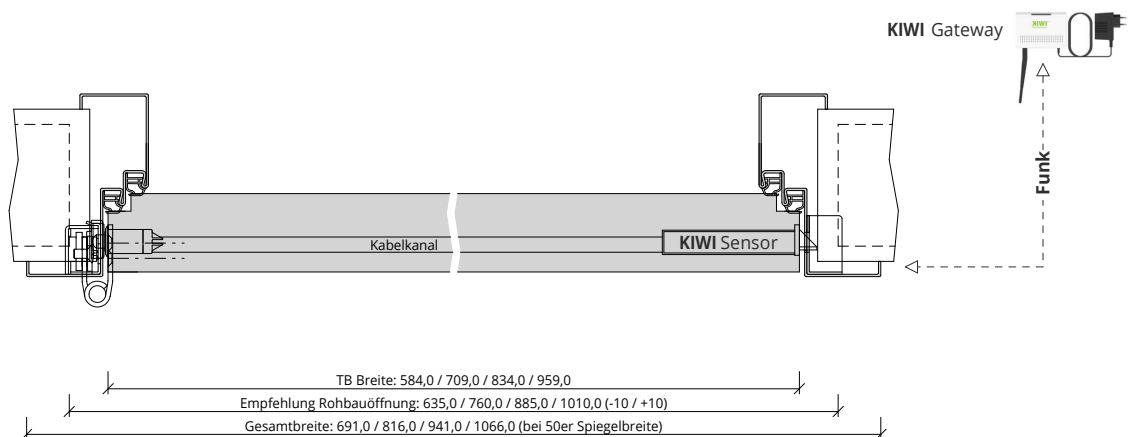 KIWI Gateway
KIWI
Funk
Kabelkanal
KIWI Sensor
TB Breite: 584,0 / 709,0 / 834,0 / 959,0
Empfehlung Rohbauöffnung: 635,0 / 760,0 / 885,0 / 1010,0 (-10 / +10)
Gesamtbreite: 691,0 / 816,0 / 941,0 / 1066,0 (bei 50er Spiegelbreite)